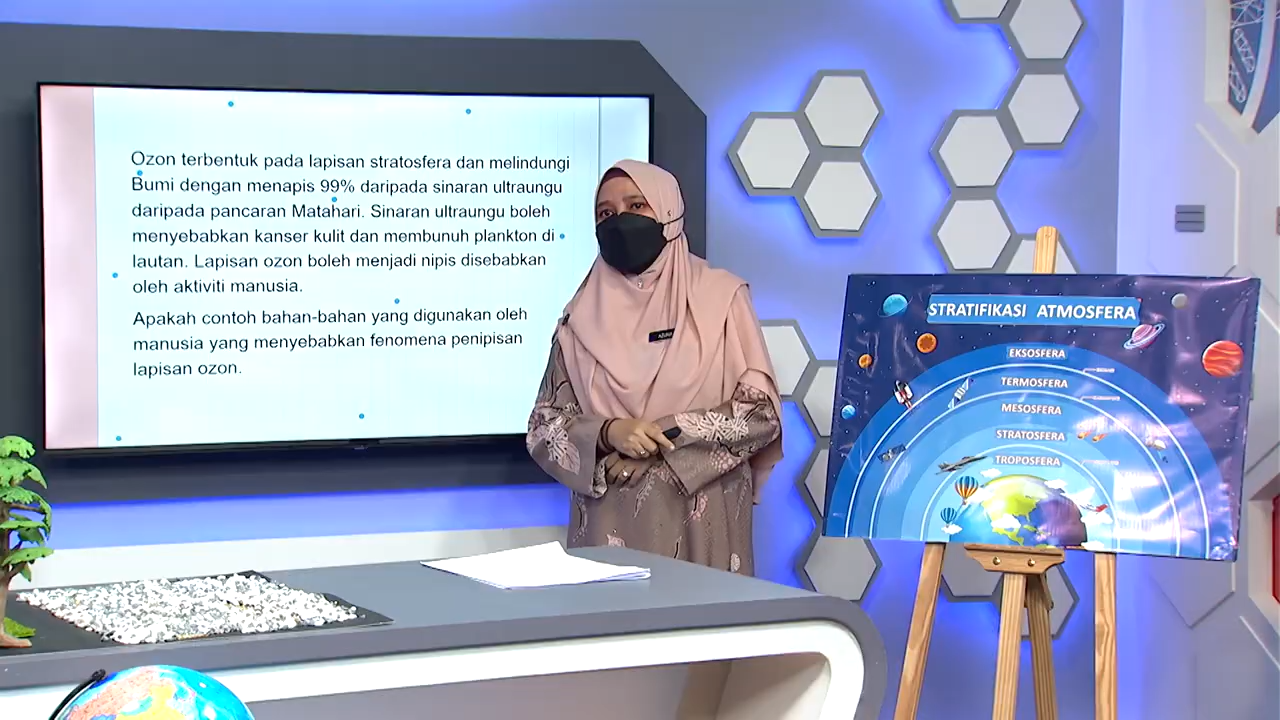 Ozon terbentuk pada lapisan stratosfera dan melindungi
Bumi dengan menapis 99% daripada sinaran ultraungu
daripada pancaran Matahari. Sinaran ultraungu boleh
menyebabkan kanser kulit dan membunuh plankton di
lautan. Lapisan ozon boleh menjadi nipis disebabkan
oleh aktiviti manusia.
Apakah contoh bahan-bahan yang digunakan oleh
manusia yang menyebabkan fenomena penipisan
lapisan ozon.
STRATIFIKASI ATMOSFERA
EKSOSFERA
TERMOSFERA
MESOSFERA
STRATOSFERA
TROPOSFERA